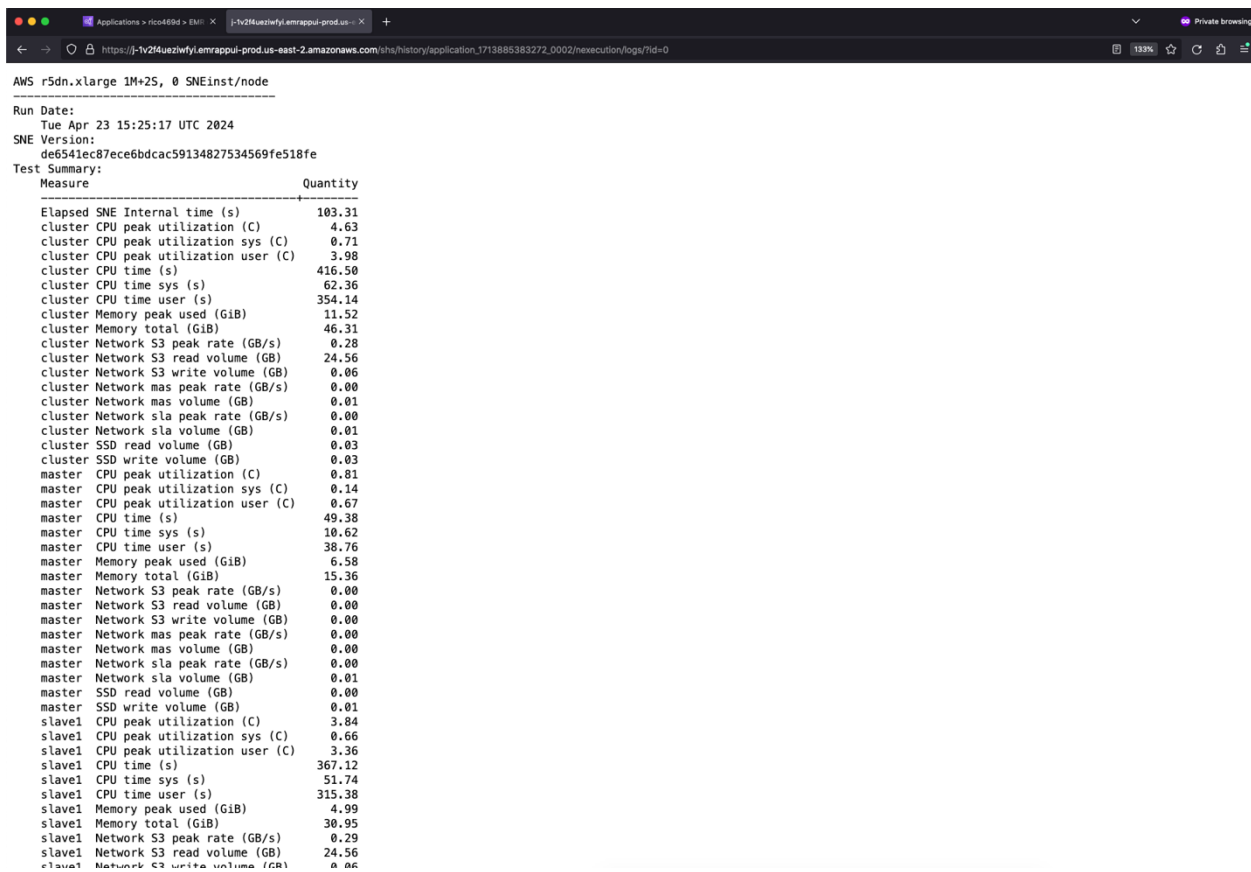 Applications > rico469d > EMR
j-1v2f4ueziwfyi.emrappui-prod.us-e
Private browsing
https://j-1v2f4ueziwfyi.emrappui-prod.us-east-2.amazonaws.com/shs/history/application_1713885383272_0002/nexecution/logs/?id=0
133%
AWS r5dn.xlarge 1M+2S, 0 SNEinst/node
--------------------------------------
Run Date:
Tue Apr 23 15:25:17 UTC 2024
SNE Version:
de6541ec87ece6bdcac59134827534569fe518fe
Test Summary:
Measure Quantity
-------------------------------------+--------
Elapsed SNE Internal time (s) 103.31
cluster CPU peak utilization (C) 4.63
cluster CPU peak utilization sys (C) 0.71
cluster CPU peak utilization user (C) 3.98
cluster CPU time (s) 416.50
cluster CPU time sys (s) 62.36
cluster CPU time user (s) 354.14
cluster Memory peak used (GiB) 11.52
cluster Memory total (GiB) 46.31
cluster Network S3 peak rate (GB/s) 0.28
cluster Network S3 read volume (GB) 24.56
cluster Network S3 write volume (GB) 0.06
cluster Network mas peak rate (GB/s) 0.00
cluster Network mas volume (GB) 0.01
cluster Network sla peak rate (GB/s) 0.00
cluster Network sla volume (GB) 0.01
cluster SSD read volume (GB) 0.03
cluster SSD write volume (GB) 0.03
master CPU peak utilization (C) 0.81
master CPU peak utilization sys (C) 0.14
master CPU peak utilization user (C) 0.67
master CPU time (s) 49.38
master CPU time sys (s) 10.62
master CPU time user (s) 38.76
master Memory peak used (GiB) 6.58
master Memory total (GiB) 15.36
master Network S3 peak rate (GB/s) 0.00
master Network S3 read volume (GB) 0.00
master Network S3 write volume (GB) 0.00
master Network mas peak rate (GB/s) 0.00
master Network mas volume (GB) 0.00
master Network sla peak rate (GB/s) 0.00
master Network sla volume (GB) 0.01
master SSD read volume (GB) 0.00
master SSD write volume (GB) 0.01
slave1 CPU peak utilization (C) 3.84
slave1 CPU peak utilization sys (C) 0.66
slave1 CPU peak utilization user (C) 3.36
slave1 CPU time (s) 367.12
slave1 CPU time sys (s) 51.74
slave1 CPU time user (s) 315.38
slave1 Memory peak used (GiB) 4.99
slave1 Memory total (GiB) 30.95
slave1 Network S3 peak rate (GB/s) 0.29
slave1 Network S3 read volume (GB) 24.56
slave1 Network S3 write volume (GB) 0.06